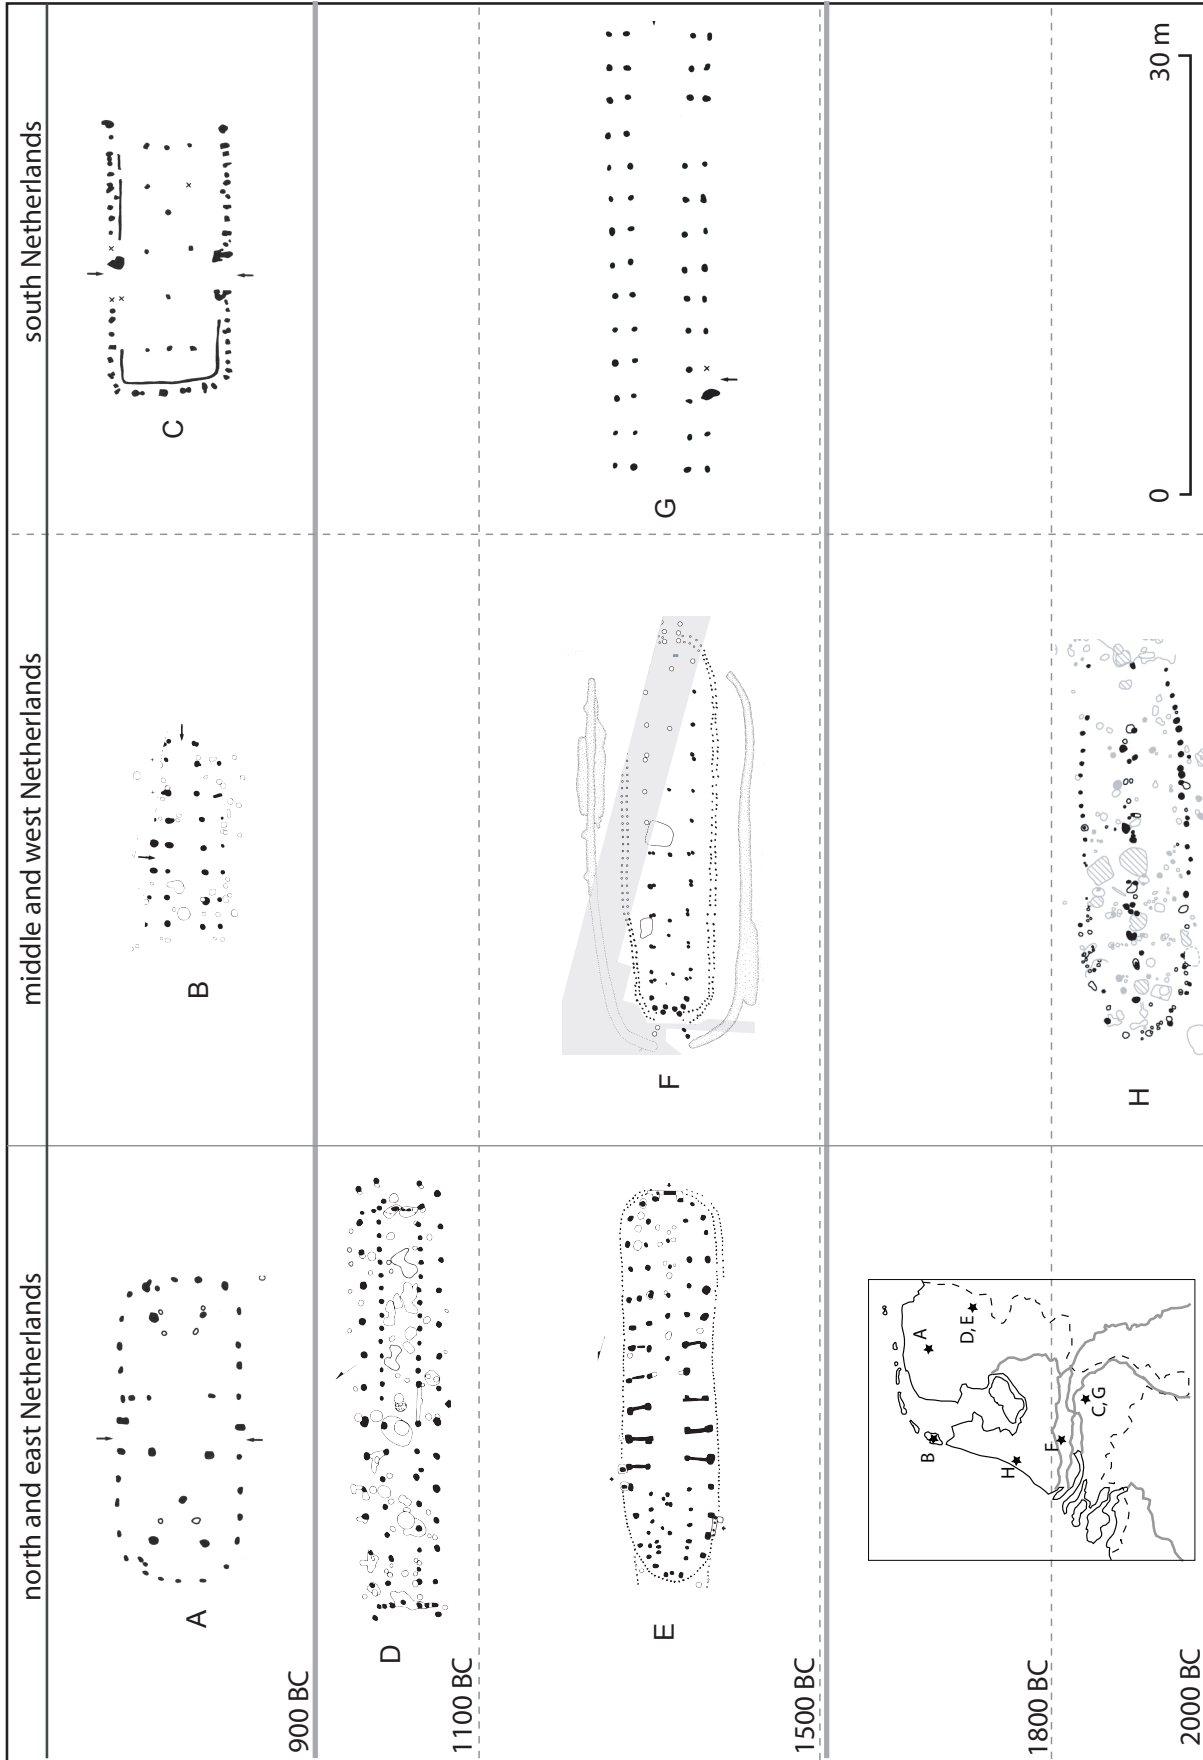 north and east Netherlands
middle and west Netherlands
south Netherlands
A
B
C
900 BC
D
1100 BC
E
F
G
1500 BC
A
B
D, E
H
F
C, G
1800 BC
H
0
30 m
2000 BC